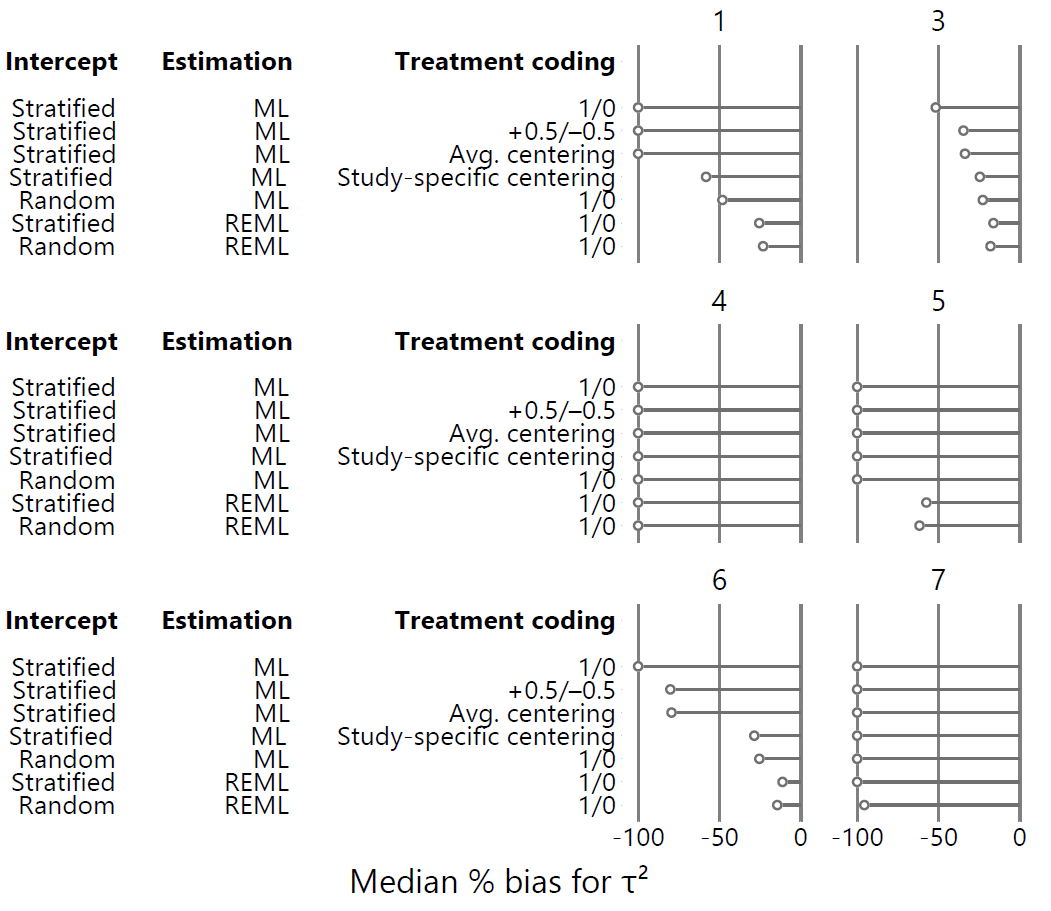 1 3
Intercept Estimation Treatment coding
Stratified ML 1/0
Stratified ML +0.5/–0.5
Stratified ML Avg. centering
Stratified ML Study-specific centering
Random ML 1/0
Stratified REML 1/0
Random REML 1/0
4 5
Intercept Estimation Treatment coding
Stratified ML 1/0
Stratified ML +0.5/–0.5
Stratified ML Avg. centering
Stratified ML Study-specific centering
Random ML 1/0
Stratified REML 1/0
Random REML 1/0
6 7
Intercept Estimation Treatment coding
Stratified ML 1/0
Stratified ML +0.5/–0.5
Stratified ML Avg. centering
Stratified ML Study-specific centering
Random ML 1/0
Stratified REML 1/0
Random REML 1/0
-100 -50 0 -100 -50 0
Median % bias for τ²